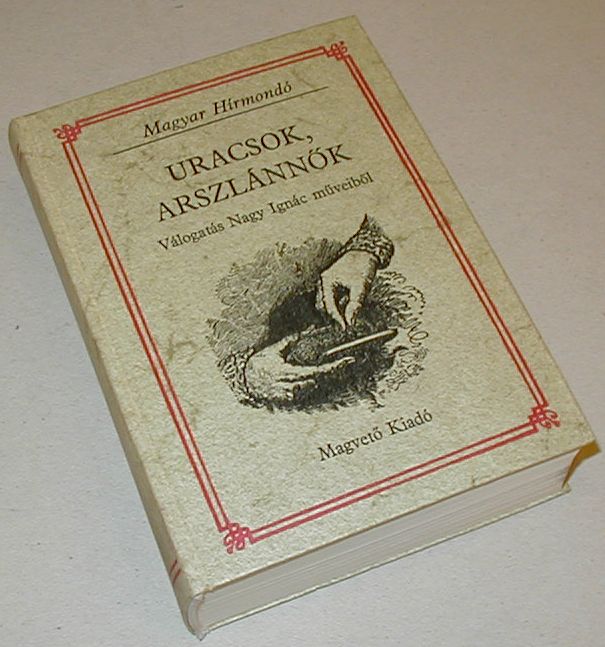 Magyar Hírmondó
URACSOK,
ARSZLÁNNŐK
Válogatás Nagy Ignác műveiből
Magvető Kiadó